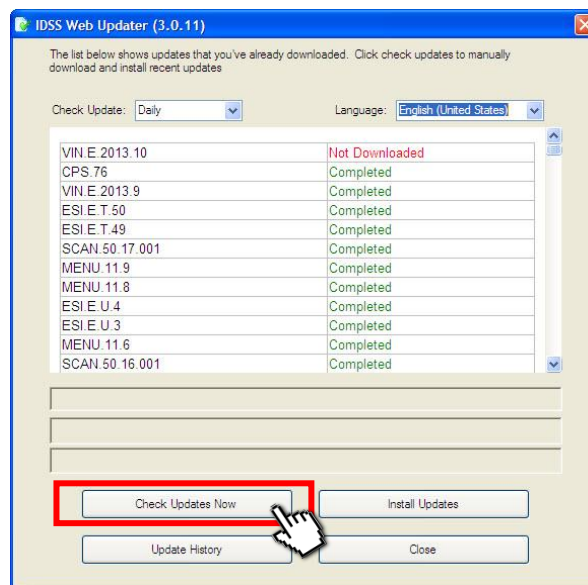 IDSS Web Updater (3.0.11)
The list below shows updates that you've already downloaded. Click check updates to manually
download and install recent updates
Check Update: Daily Language: English (United States)
VIN.E.2013.10 Not Downloaded
CPS.76 Completed
VIN.E.2013.9 Completed
ESI.E.T.50 Completed
ESI.E.T.49 Completed
SCAN.50.17.001 Completed
MENU.11.9 Completed
MENU.11.8 Completed
ESI.E.U.4 Completed
ESI.E.U.3 Completed
MENU.11.6 Completed
SCAN.50.16.001 Completed
Check Updates Now Install Updates
Update History Close